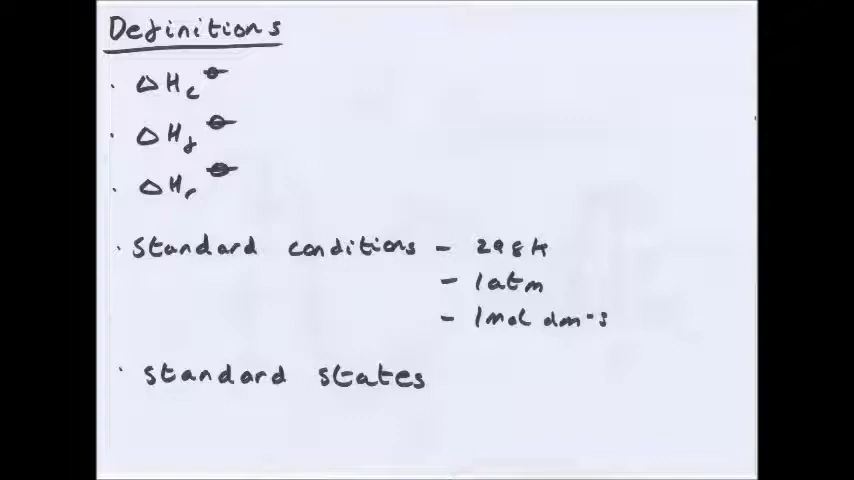 Definitions
· ΔHc⦵
· ΔHf⦵
· ΔHr⦵
· Standard conditions - 298K
- 1atm
- 1mol dm-3
· standard states